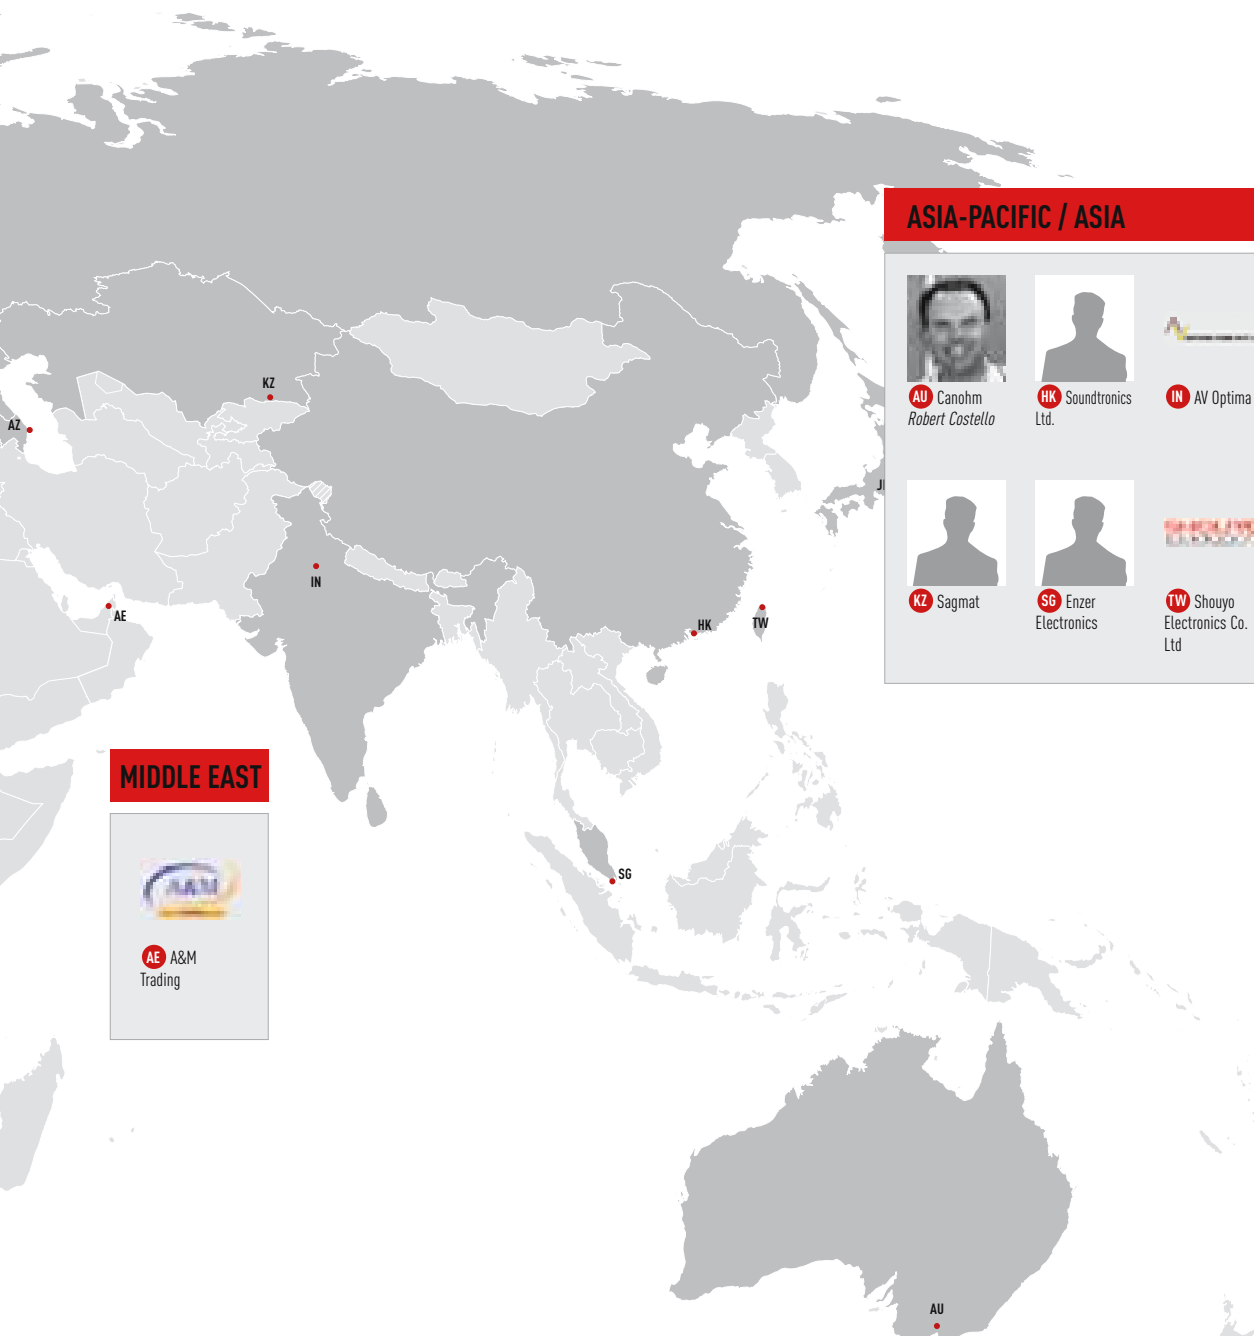 ASIA-PACIFIC / ASIA
AU Canohm
Robert Costello
HK Soundtronics
Ltd.
IN AV Optima
KZ Sagmat
SG Enzer
Electronics
TW Shouyo
Electronics Co.
Ltd
KZ
AZ
IN
AE
HK
TW
SG
AU
MIDDLE EAST
A&M
AE A&M
Trading